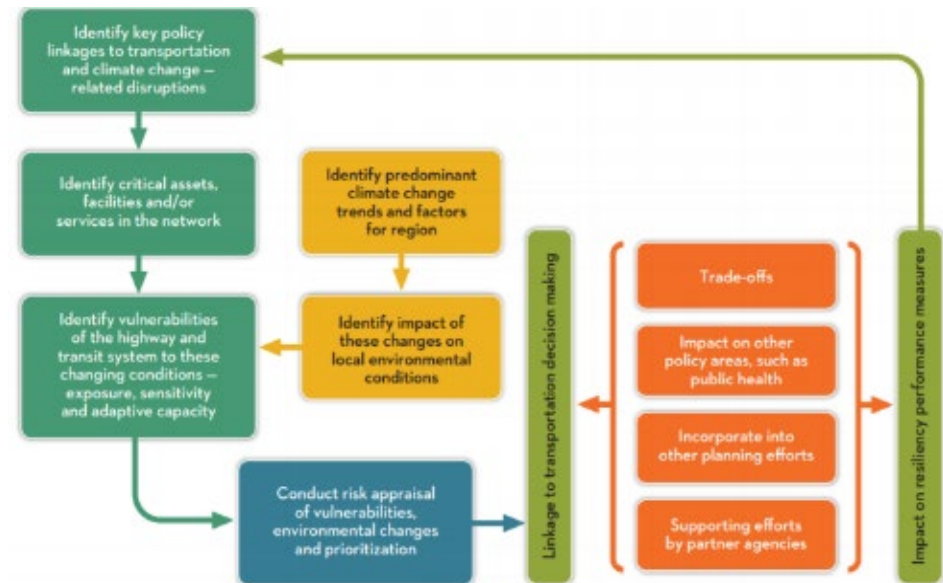 Identify key policy
linkages to transportation
and climate change –
related disruptions
Identify critical assets,
facilities and/or
services in the network
Identify predominant
climate change
trends and factors
for region
Identify vulnerabilities
of the highway and
transit system to these
changing conditions –
exposure, sensitivity
and adaptive capacity
Identify impact of
these changes on
local environmental
conditions
Conduct risk appraisal
of vulnerabilities,
environmental changes
and prioritization
Linkage to transportation decision making
Trade-offs
Impact on other
policy areas, such as
public health
Incorporate into
other planning efforts
Supporting efforts
by partner agencies
Impact on resiliency performance measures